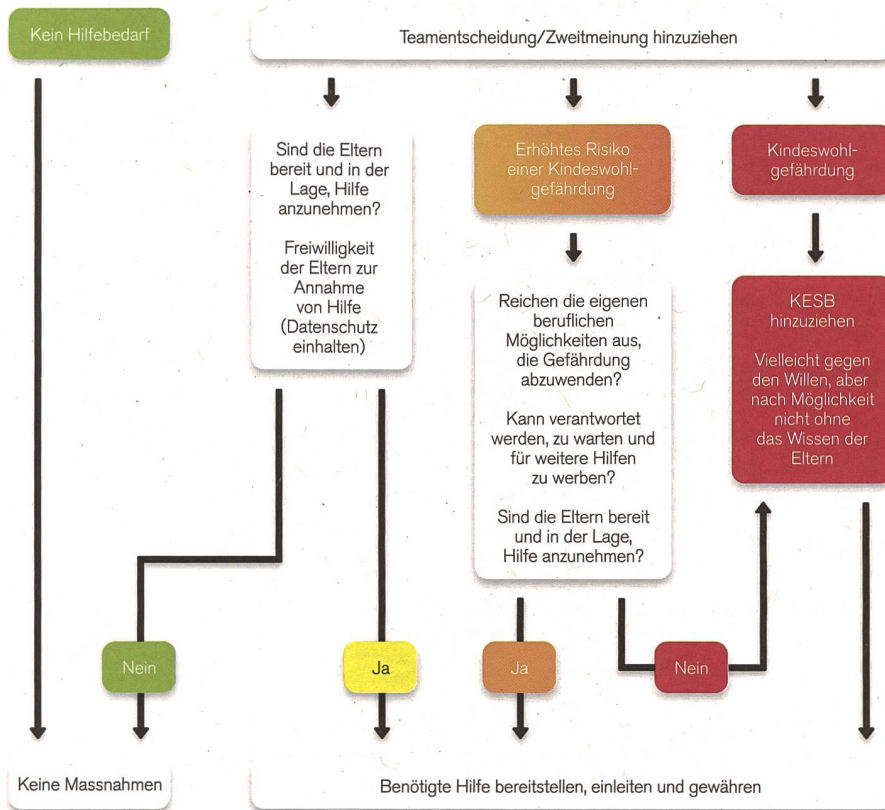 Kein Hilfebedarf
Teamentscheidung/Zweitmeinung hinzuziehen
Sind die Eltern
bereit und in der
Lage, Hilfe
anzunehmen?
Freiwilligkeit
der Eltern zur
Annahme
von Hilfe
(Datenschutz
einhalten)
Erhöhtes Risiko
einer Kindeswohl-
gefährdung
Kindeswohl-
gefährdung
Reichen die eigenen
beruflichen
Möglichkeiten aus,
die Gefährdung
abzuwenden?
Kann verantwortet
werden, zu warten und
für weitere Hilfen
zu werben?
Sind die Eltern bereit
und in der Lage,
Hilfe anzunehmen?
KESB
hinzuziehen
Vielleicht gegen
den Willen, aber
nach Möglichkeit
nicht ohne
das Wissen der
Eltern
Nein
Ja
Ja
Nein
Keine Massnahmen
Benötigte Hilfe bereitstellen, einleiten und gewähren